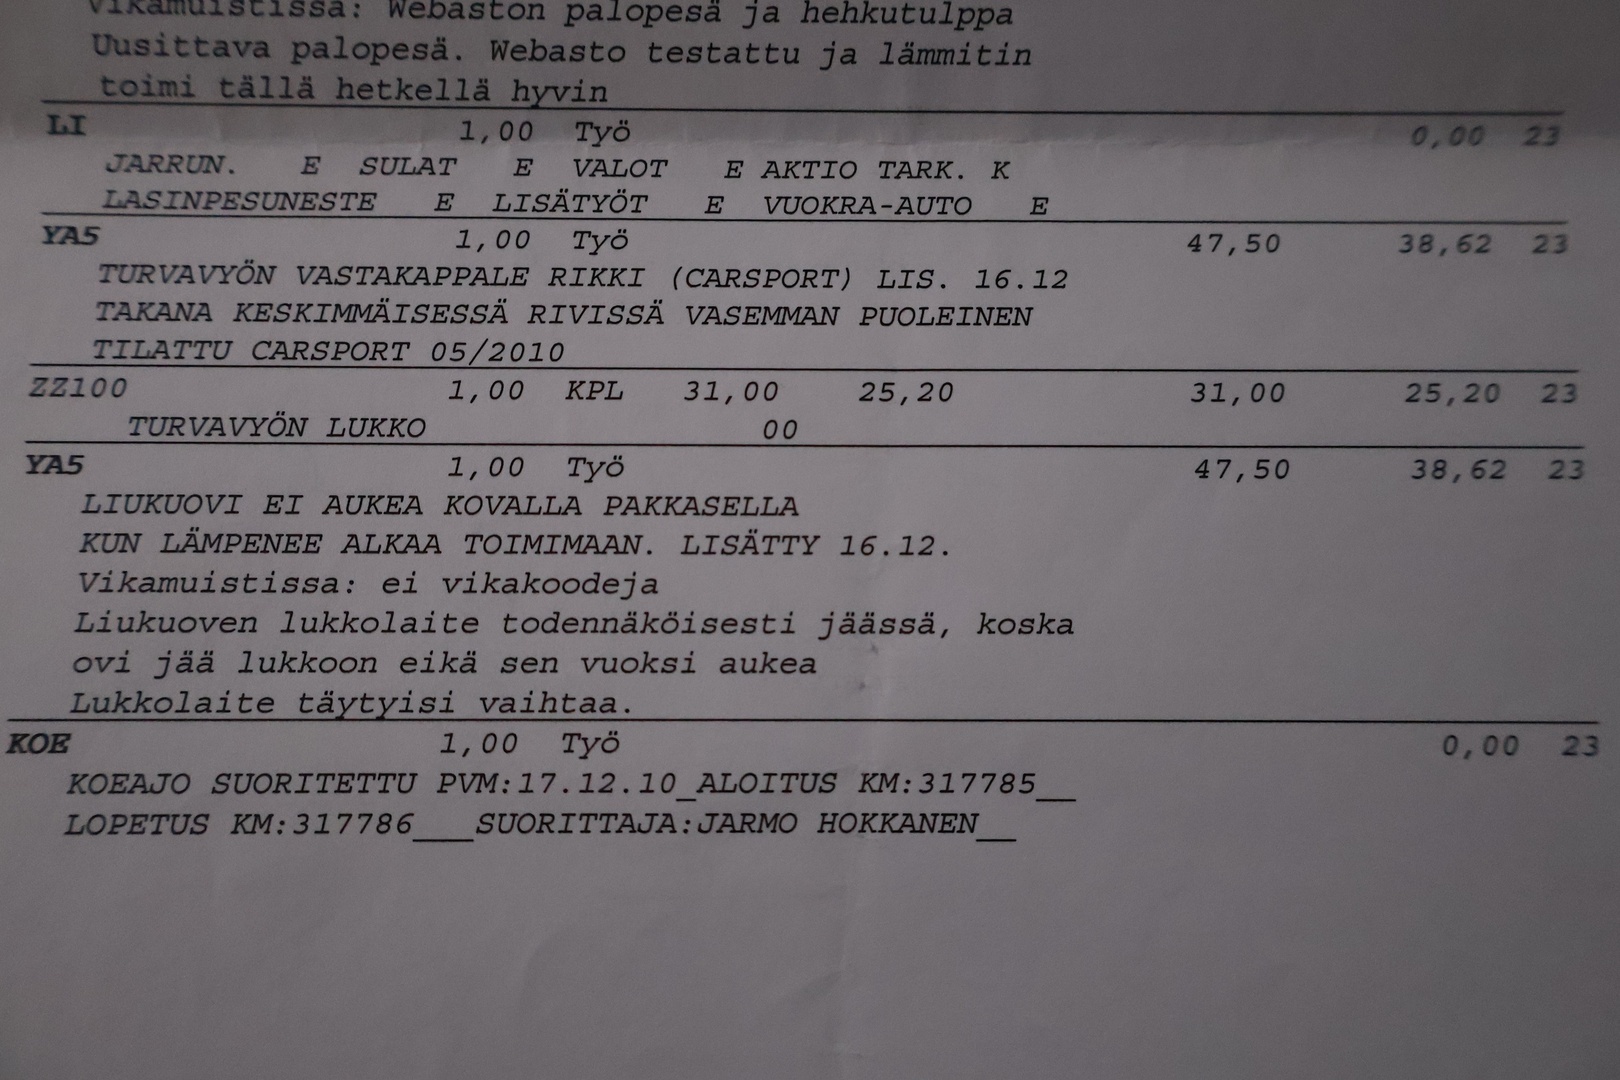 Vikamuistissa: Webaston palopesä ja hehkutulppa
Uusittava palopesä. Webasto testattu ja lämmitin
toimi tällä hetkellä hyvin
LI 1,00 Työ 0,00 23
JARRUN. E SULAT E VALOT E AKTIO TARK. K
LASINPESUNESTE E LISÄTYÖT E VUOKRA-AUTO E
YA5 1,00 Työ 47,50 38,62 23
TURVAVYÖN VASTAKAPPALE RIKKI (CARSPORT) LIS. 16.12
TAKANA KESKIMMÄISESSÄ RIVISSÄ VASEMMAN PUOLEINEN
TILATTU CARSPORT 05/2010
ZZ100 1,00 KPL 31,00 25,20 31,00 25,20 23
TURVAVYÖN LUKKO 00
YA5 1,00 Työ 47,50 38,62 23
LIUKUOVI EI AUKEA KOVALLA PAKKASELLA
KUN LÄMPENEE ALKAA TOIMIMAAN. LISÄTTY 16.12.
Vikamuistissa: ei vikakoodeja
Liukuoven lukkolaite todennäköisesti jäässä, koska
ovi jää lukkoon eikä sen vuoksi aukea
Lukkolaite täytyisi vaihtaa.
KOE 1,00 Työ 0,00 23
KOEAJO SUORITETTU PVM:17.12.10_ALOITUS KM:317785__
LOPETUS KM:317786___SUORITTAJA:JARMO HOKKANEN__